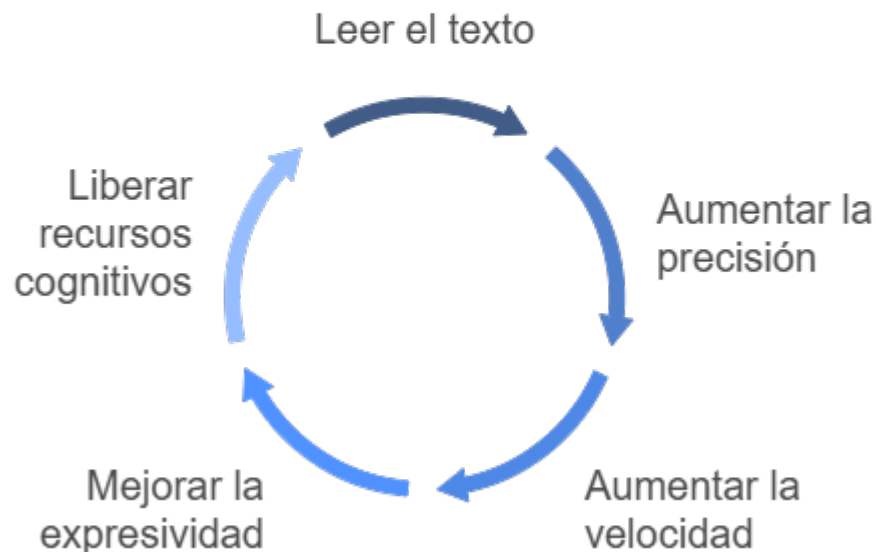 Leer el texto
Aumentar la
precisión
Aumentar la
velocidad
Mejorar la
expresividad
Liberar
recursos
cognitivos